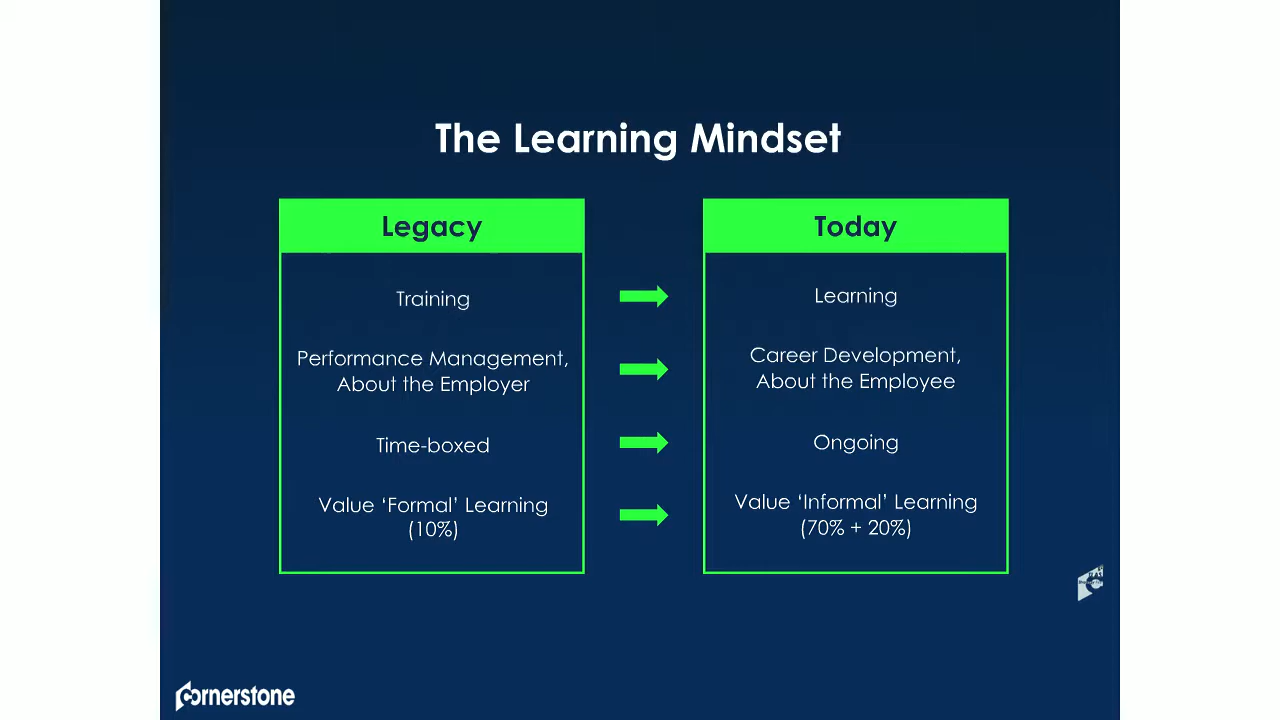 The Learning Mindset
Legacy
Training
Performance Management,
About the Employer
Time-boxed
Value ‘Formal’ Learning
(10%)
Today
Learning
Career Development,
About the Employee
Ongoing
Value ‘Informal’ Learning
(70% + 20%)
Cornerstone